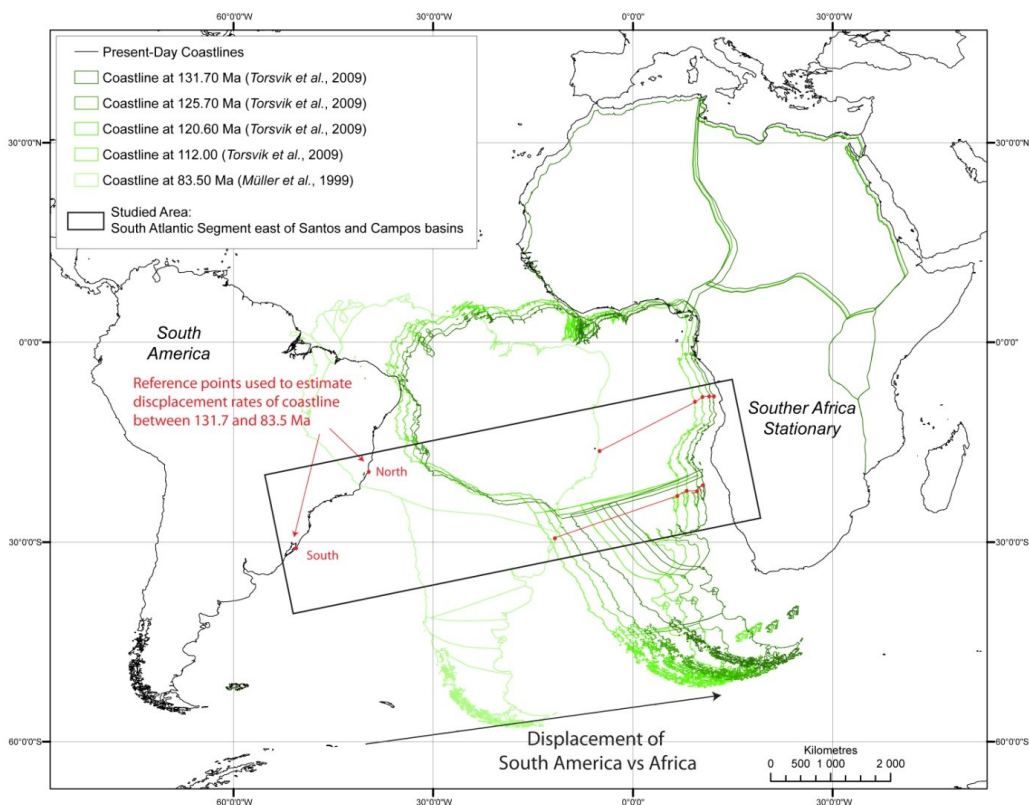 60°0'0"W
30°0'0"W
0°0'0"
30°0'0"W
Present-Day Coastlines
Coastline at 131.70 Ma (Torsvik et al., 2009)
Coastline at 125.70 Ma (Torsvik et al., 2009)
Coastline at 120.60 Ma (Torsvik et al., 2009)
Coastline at 112.00 (Torsvik et al., 2009)
Coastline at 83.50 Ma (Müller et al., 1999)
Studied Area:
South Atlantic Segment east of Santos and Campos basins
30°0'0"N
30°0'0"N
South
America
0°0'0"
0°0'0"
Reference points used to estimate
discplacement rates of coastline
between 131.7 and 83.5 Ma
Souther Africa
Stationary
North
South
30°0'0"S
30°0'0"S
60°0'0"S
60°0'0"S
Displacement of
South America vs Africa
Kilometres
0 500 1 000 2 000
60°0'0"W
30°0'0"W
0°0'0"
30°0'0"W